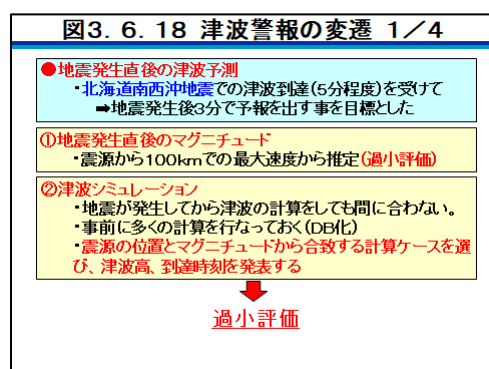 図3.6.18 津波警報の変遷 1/4
●地震発生直後の津波予測
・北海道南西沖地震での津波到達(5分程度)を受けて
➡地震発生後3分で予報を出す事を目標とした
①地震発生直後のマグニチュード
・震源から100kmでの最大速度から推定(過小評価)
②津波シミュレーション
・地震が発生してから津波の計算をしても間に合わない。
・事前に多くの計算を行なっておく(DB化)
・震源の位置とマグニチュードから合致する計算ケースを選
び、津波高、到達時刻を発表する
過小評価